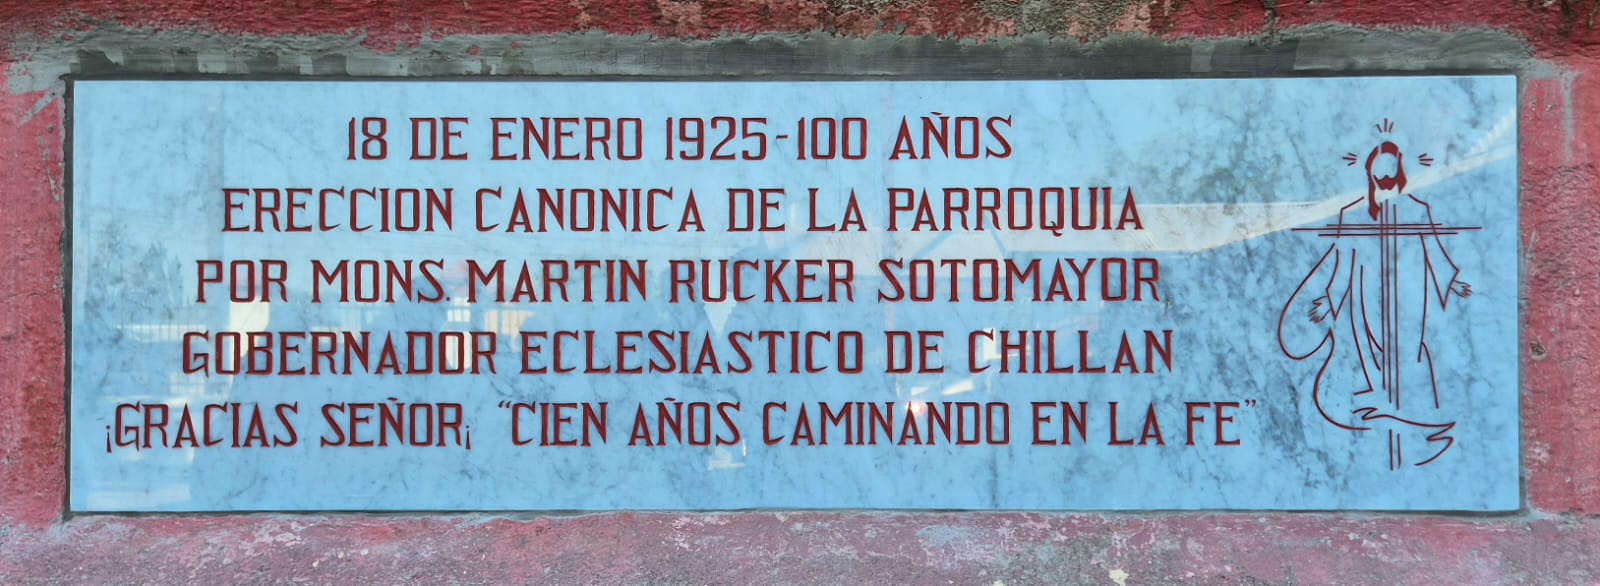 18 DE ENERO 1925-100 AÑOS
ERECCION CANONICA DE LA PARROQUIA
POR MONS. MARTIN RUCKER SOTOMAYOR
GOBERNADOR ECLESIASTICO DE CHILLAN
¡GRACIAS SEÑOR¡ “CIEN AÑOS CAMINANDO EN LA FE”